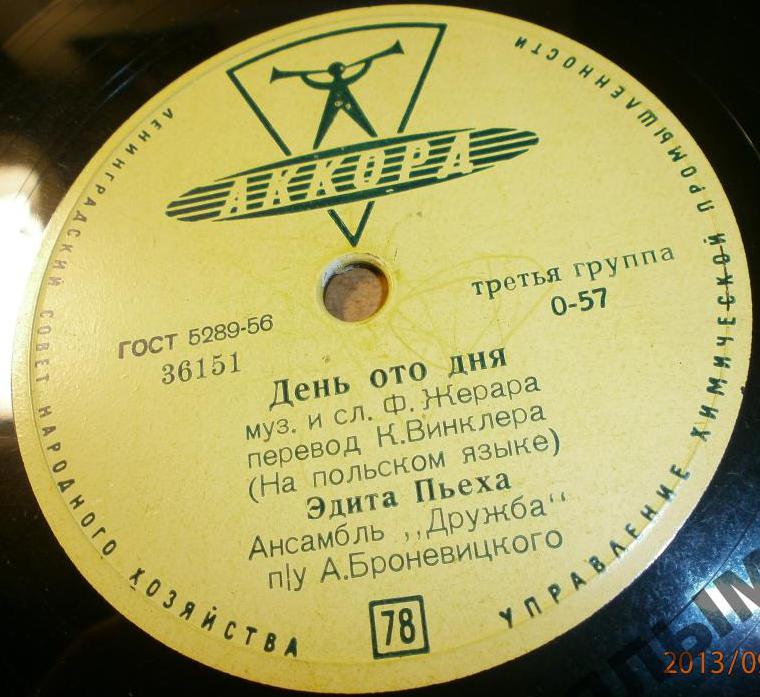 АККОРД
ЛЕНИНГРАДСКИЙ СОВЕТ НАРОДНОГО ХОЗЯЙСТВА
УПРАВЛЕНИЕ ХИМИЧЕСКОЙ ПРОМЫШЛЕННОСТИ
третья группа
0-57
ГОСТ 5289-56
36151
День ото дня
муз. и сл. Ф. Жерара
перевод К.Винклера
(На польском языке)
Эдита Пьеха
Ансамбль „Дружба“
п/у А.Броневицкого
78
2013/0